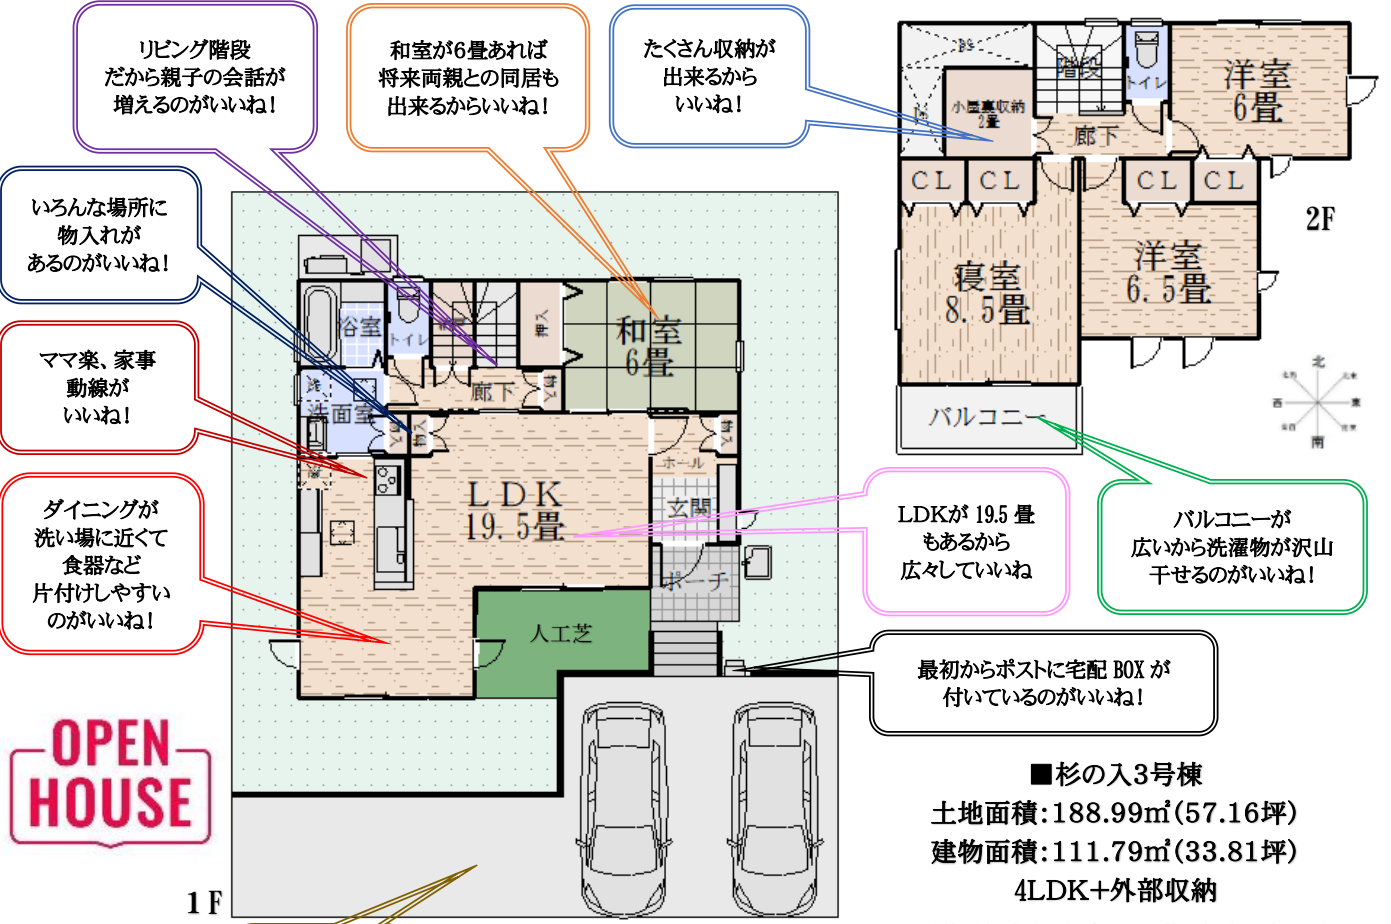 リビング階段
だから親子の会話が
増えるのがいいね！
和室が6畳あれば
将来両親との同居も
出来るからいいね！
たくさん収納が
出来るから
いいね！
いろんな場所に
物入れが
あるのがいいね！
ママ楽、家事
動線が
いいね！
ダイニングが
洗い場に近くて
食器など
片付けしやすい
のがいいね！
PS
PS
小屋裏収納
2畳
階段
トイレ
廊下
洋室
6畳
CL
CL
CL
CL
寝室
8.5畳
洋室
6.5畳
バルコニー
2F
北
北東
東
南東
南
西
浴室
トイレ
押入
和室
6畳
廊下
物入
洗面室
物入
物入
物入
ホール
LDK
19.5畳
玄関
ポーチ
人工芝
LDKが 19.5 畳
もあるから
広々していいね
バルコニーが
広いから洗濯物が沢山
干せるのがいいね！
最初からポストに宅配 BOX が
付いているのがいいね！
OPEN
HOUSE
1F
■杉の入3号棟
土地面積：188.99㎡（57.16坪）
建物面積：111.79㎡（33.81坪）
4LDK＋外部収納